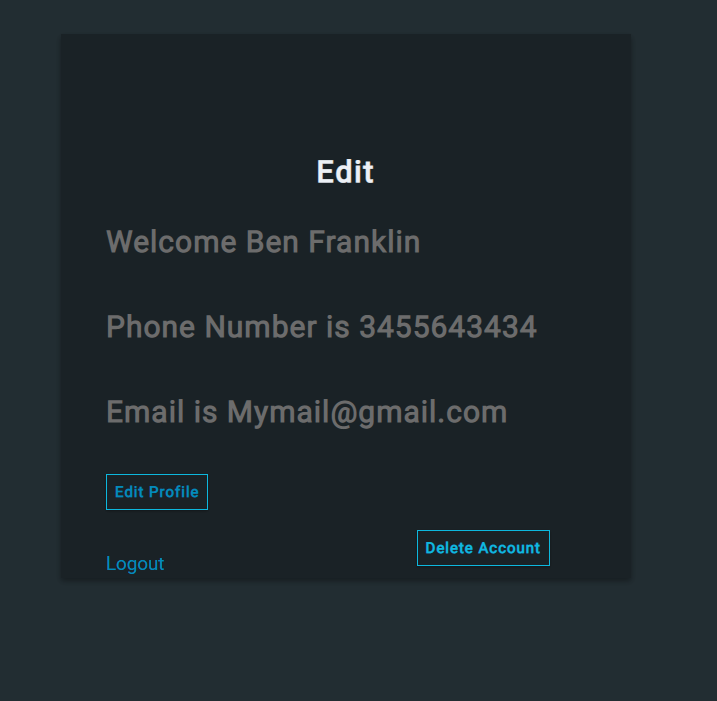 Edit
Welcome Ben Franklin
Phone Number is 3455643434
Email is Mymail@gmail.com
Edit Profile
Delete Account
Logout